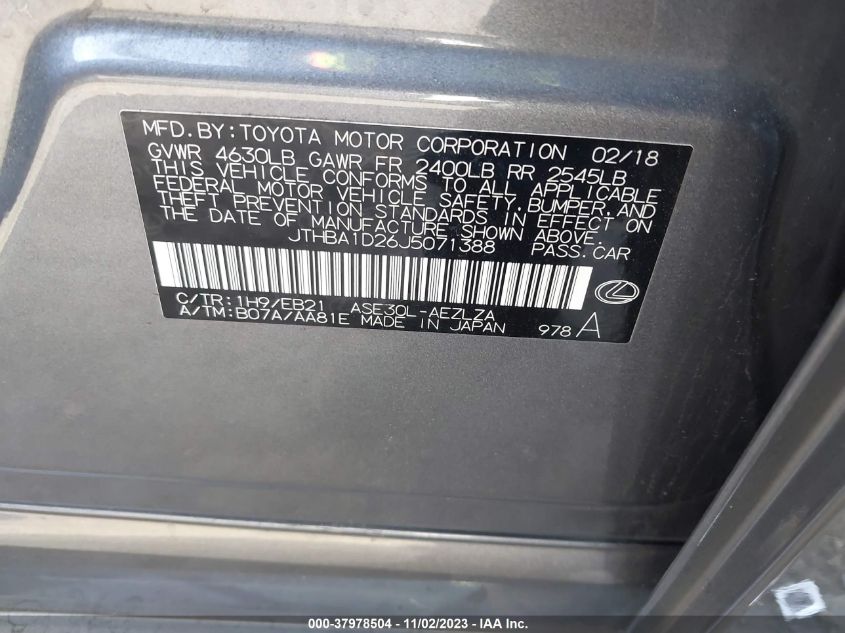 MFD. BY: TOYOTA MOTOR CORPORATION 02/18
GVWR 4630LB GAWR FR 2400LB RR 2545LB
THIS VEHICLE CONFORMS TO ALL APPLICABLE
FEDERAL MOTOR VEHICLE SAFETY, BUMPER, AND
THEFT PREVENTION STANDARDS IN EFFECT ON
THE DATE OF MANUFACTURE SHOWN ABOVE.
JTHBA1D26J5071388 PASS. CAR
C/TR: 1H9/EB21 ASE30L-AEZLZA
A/TM: B07A/AA81E MADE IN JAPAN 978 A
000-37978504 - 11/02/2023 - IAA Inc.